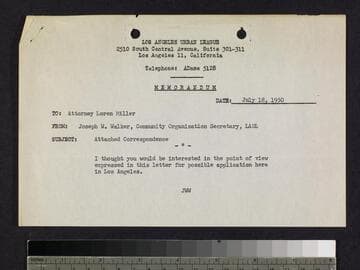 LOS ANGELES URBAN LEAGUE
2510 South Central Avenue, Suite 301-311
Los Angeles 11, California
Telephone: ADams 5128
MEMORANDUM
DATE: July 18, 1950
TO: Attorney Loren Miller
FROM: Joseph W. Walker, Community Organization Secretary, LAUL
SUBJECT: Attached Correspondence
- * -
I thought you would be interested in the point of view
expressed in this letter for possible application here
in Los Angeles.
JWW